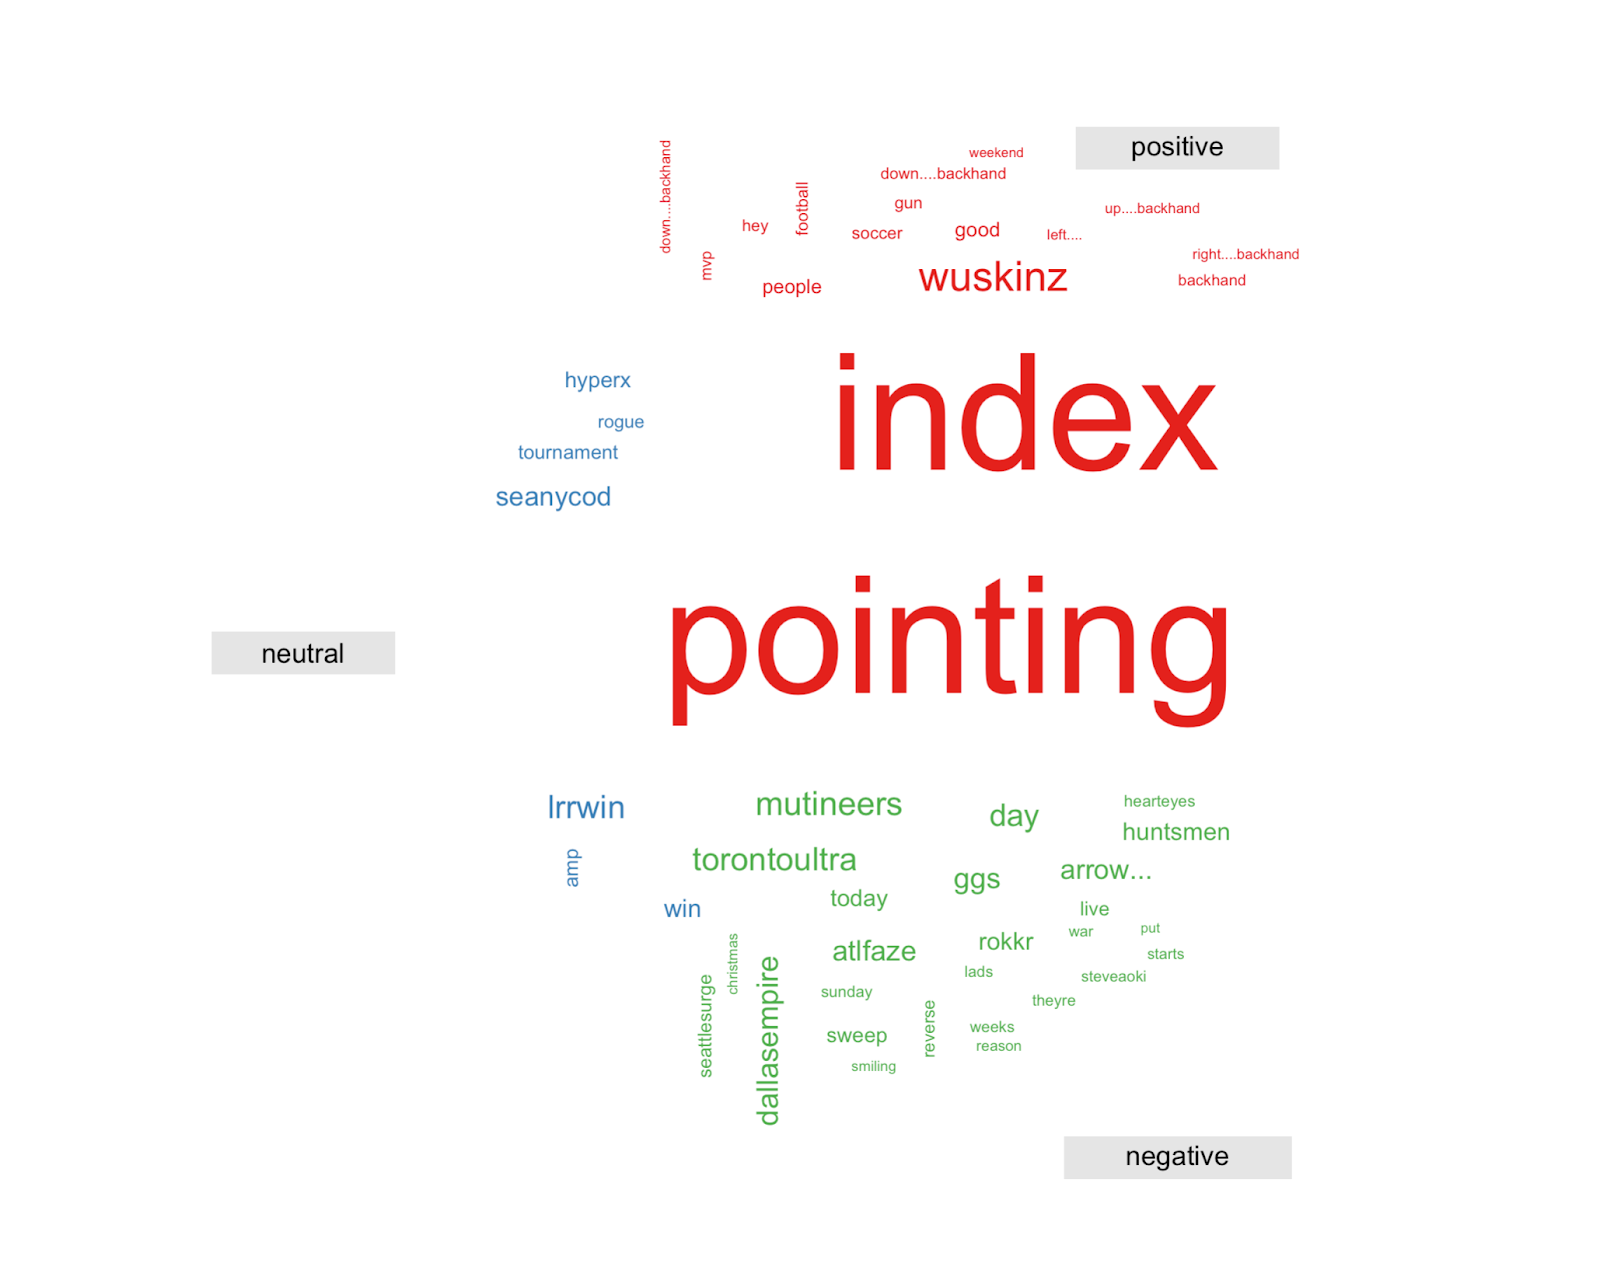 positive
weekend
down....backhand
down....backhand
gun
football
hey
soccer
good
left....
up....backhand
mvp
people
wuskinz
right....backhand
backhand
hyperx
rogue
tournament
seanycod
index
pointing
neutral
lrrwin
amp
win
mutineers
day
hearteyes
huntsmen
torontoultra
ggs
arrow...
today
live
war
put
atlfaze
rokkr
starts
lads
steveaoki
christmas
seattlesurge
dallasempire
sunday
theyre
sweep
reverse
weeks
reason
smiling
negative